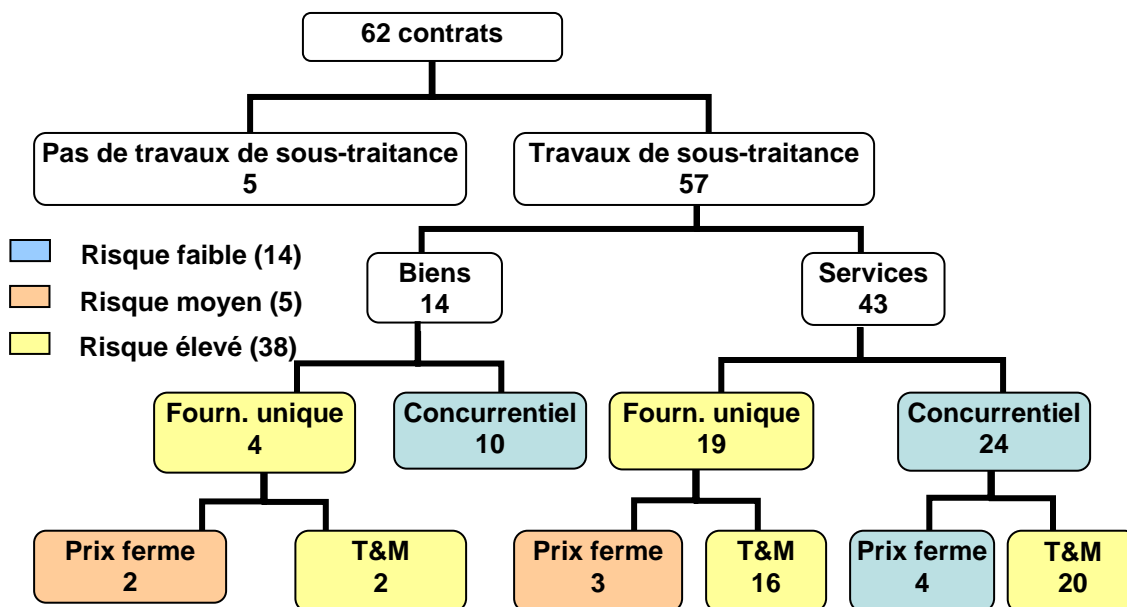 62 contrats
Pas de travaux de sous-traitance
5
Travaux de sous-traitance
57
Risque faible (14)
Risque moyen (5)
Risque élevé (38)
Biens
14
Services
43
Fourn. unique
4
Concurrentiel
10
Fourn. unique
19
Concurrentiel
24
Prix ferme
2
T&M
2
Prix ferme
3
T&M
16
Prix ferme
4
T&M
20